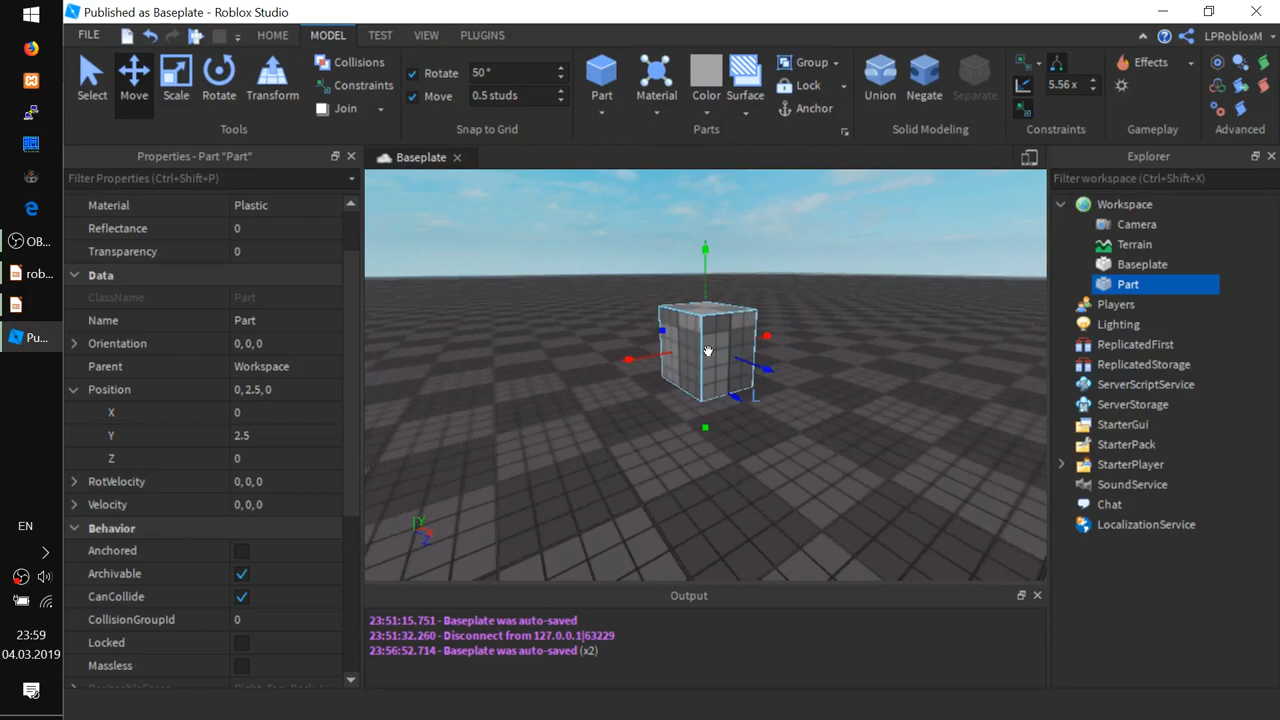 Published as Baseplate - Roblox Studio
FILE HOME MODEL TEST VIEW PLUGINS LPRobloxM
Select Move Scale Rotate Transform
Collisions
Constraints
Join
Tools
Rotate 50°
Move 0.5 studs
Snap to Grid
Part Material Color Surface
Group
Lock
Anchor
Parts
Union Negate Separate
Solid Modeling
5.56 x
Constraints
Effects
Gameplay
Advanced
Properties - Part "Part"
Filter Properties (Ctrl+Shift+P)
Material Plastic
Reflectance 0
Transparency 0
Data
ClassName Part
Name Part
Orientation 0, 0, 0
Parent Workspace
Position 0, 2.5, 0
X 0
Y 2.5
Z 0
RotVelocity 0, 0, 0
Velocity 0, 0, 0
Behavior
Anchored
Archivable
CanCollide
CollisionGroupId 0
Locked
Massless
Baseplate
L
Y
Z
Output
23:51:15.751 - Baseplate was auto-saved
23:51:32.260 - Disconnect from 127.0.0.1|63229
23:56:52.714 - Baseplate was auto-saved (x2)
Explorer
Filter workspace (Ctrl+Shift+X)
Workspace
Camera
Terrain
Baseplate
Part
Players
Lighting
ReplicatedFirst
ReplicatedStorage
ServerScriptService
ServerStorage
StarterGui
StarterPack
StarterPlayer
SoundService
Chat
LocalizationService
OB...
rob...
Pu...
EN
23:59
04.03.2019